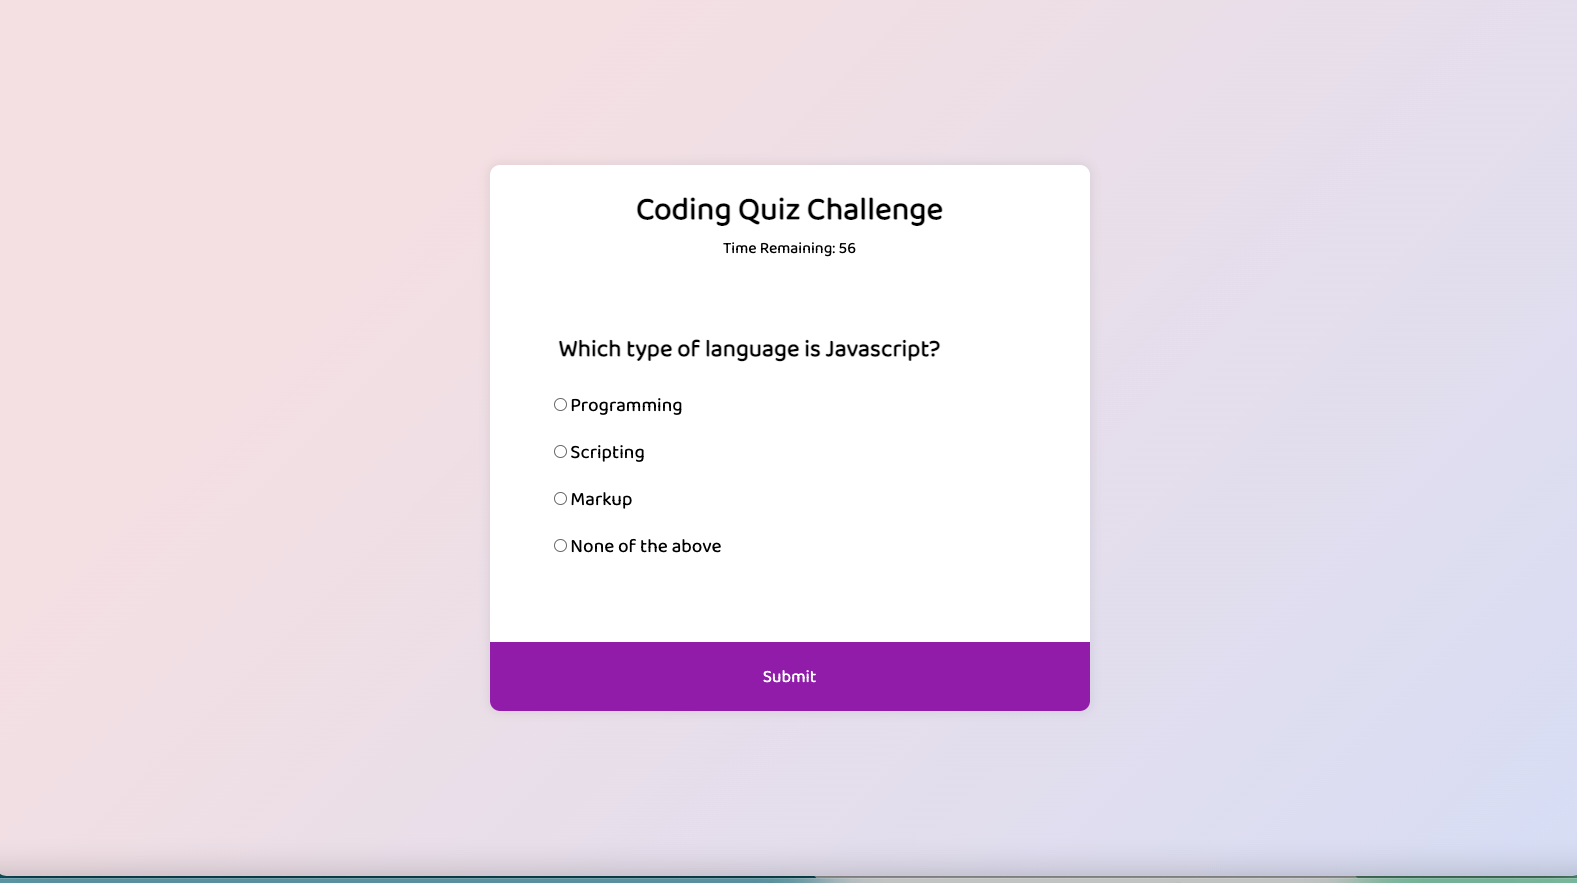 Coding Quiz Challenge
Time Remaining: 56
Which type of language is Javascript?
Programming
Scripting
Markup
None of the above
Submit